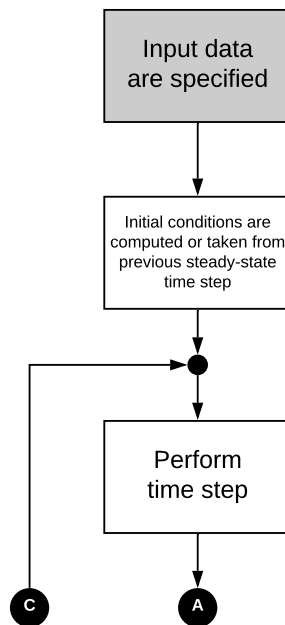 Input data
are specified
Initial conditions are
computed or taken from
previous steady-state
time step
Perform
time step
C
A